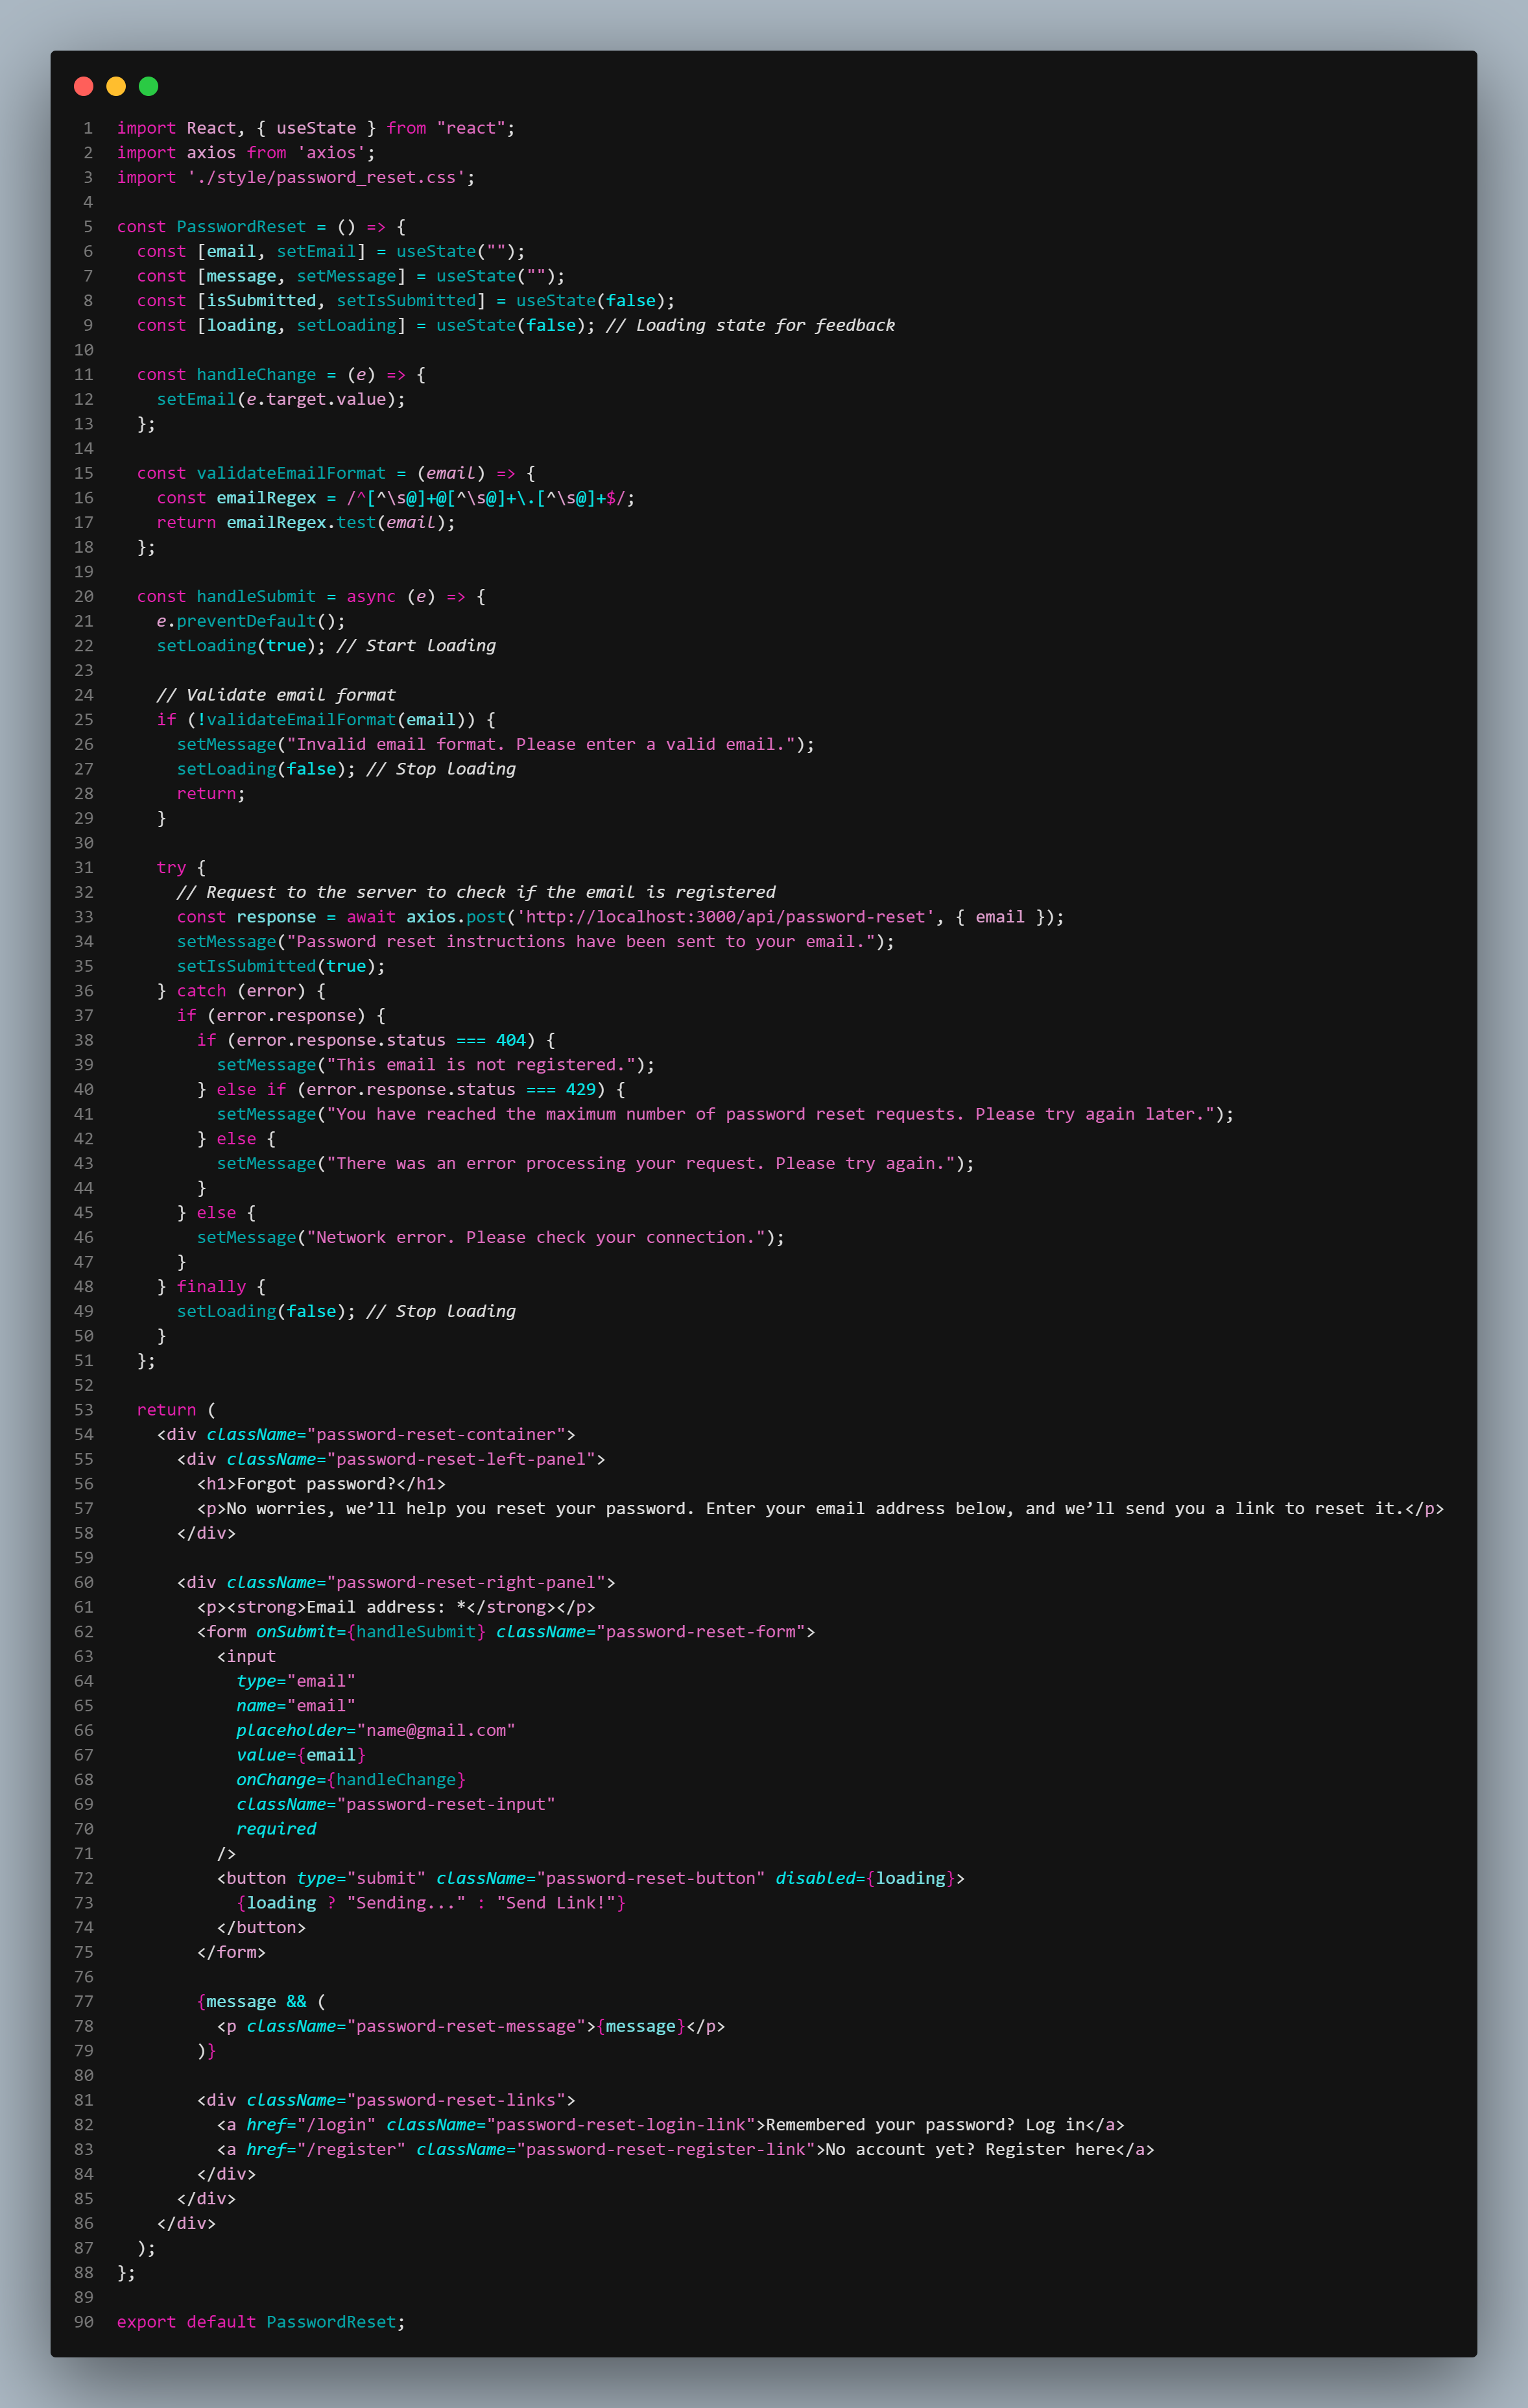 1 import React, { useState } from "react";
2 import axios from 'axios';
3 import './style/password_reset.css';
4
5 const PasswordReset = () => {
6   const [email, setEmail] = useState("");
7   const [message, setMessage] = useState("");
8   const [isSubmitted, setIsSubmitted] = useState(false);
9   const [loading, setLoading] = useState(false); // Loading state for feedback
10
11   const handleChange = (e) => {
12     setEmail(e.target.value);
13   };
14
15   const validateEmailFormat = (email) => {
16     const emailRegex = /^[^\s@]+@[^\s@]+\.[^\s@]+$/;
17     return emailRegex.test(email);
18   };
19
20   const handleSubmit = async (e) => {
21     e.preventDefault();
22     setLoading(true); // Start loading
23
24     // Validate email format
25     if (!validateEmailFormat(email)) {
26       setMessage("Invalid email format. Please enter a valid email.");
27       setLoading(false); // Stop loading
28       return;
29     }
30
31     try {
32       // Request to the server to check if the email is registered
33       const response = await axios.post('http://localhost:3000/api/password-reset', { email });
34       setMessage("Password reset instructions have been sent to your email.");
35       setIsSubmitted(true);
36     } catch (error) {
37       if (error.response) {
38         if (error.response.status === 404) {
39           setMessage("This email is not registered.");
40         } else if (error.response.status === 429) {
41           setMessage("You have reached the maximum number of password reset requests. Please try again later.");
42         } else {
43           setMessage("There was an error processing your request. Please try again.");
44         }
45       } else {
46         setMessage("Network error. Please check your connection.");
47       }
48     } finally {
49       setLoading(false); // Stop loading
50     }
51   };
52
53   return (
54     <div className="password-reset-container">
55       <div className="password-reset-left-panel">
56         <h1>Forgot password?</h1>
57         <p>No worries, we’ll help you reset your password. Enter your email address below, and we’ll send you a link to reset it.</p>
58       </div>
59
60       <div className="password-reset-right-panel">
61         <p><strong>Email address: *</strong></p>
62         <form onSubmit={handleSubmit} className="password-reset-form">
63           <input
64             type="email"
65             name="email"
66             placeholder="name@gmail.com"
67             value={email}
68             onChange={handleChange}
69             className="password-reset-input"
70             required
71           />
72           <button type="submit" className="password-reset-button" disabled={loading}>
73             {loading ? "Sending..." : "Send Link!"}
74           </button>
75         </form>
76
77         {message && (
78           <p className="password-reset-message">{message}</p>
79         )}
80
81         <div className="password-reset-links">
82           <a href="/login" className="password-reset-login-link">Remembered your password? Log in</a>
83           <a href="/register" className="password-reset-register-link">No account yet? Register here</a>
84         </div>
85       </div>
86     </div>
87   );
88 };
89
90 export default PasswordReset;